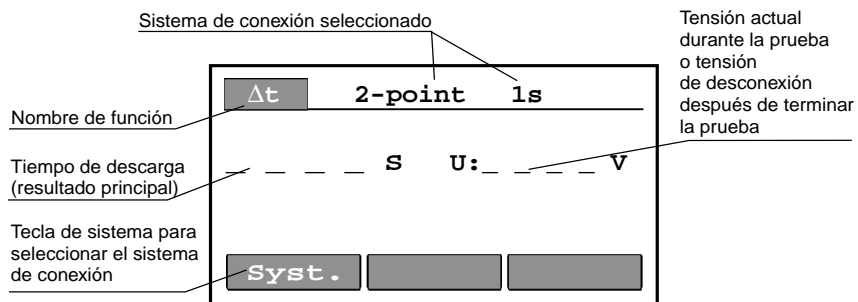 Sistema de conexión seleccionado
Tensión actual
durante la prueba
o tensión
de desconexión
después de terminar
la prueba
Δt 2-point 1s
Nombre de función
Tiempo de descarga
(resultado principal)
_ _ _ _ S U:_ _ _ _ V
Tecla de sistema para
seleccionar el sistema
de conexión
Syst.